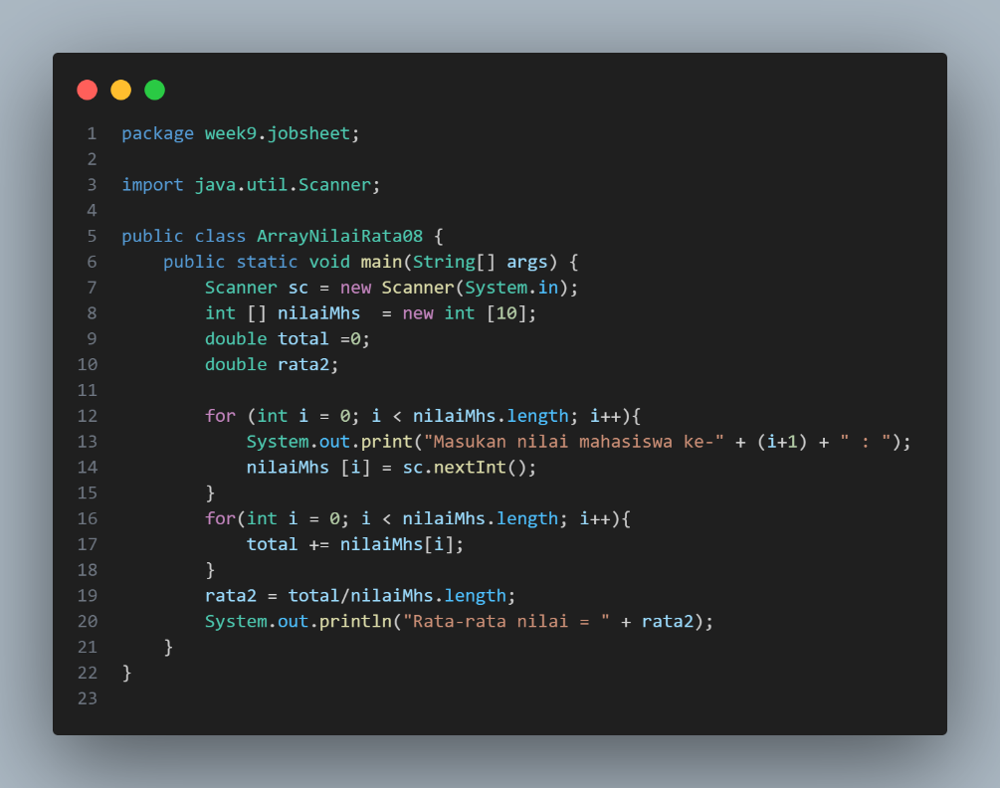 1 package week9.jobsheet;
2
3 import java.util.Scanner;
4
5 public class ArrayNilaiRata08 {
6     public static void main(String[] args) {
7         Scanner sc = new Scanner(System.in);
8         int [] nilaiMhs  = new int [10];
9         double total =0;
10         double rata2;
11
12         for (int i = 0; i < nilaiMhs.length; i++){
13             System.out.print("Masukan nilai mahasiswa ke-" + (i+1) + " : ");
14             nilaiMhs [i] = sc.nextInt();
15         }
16         for(int i = 0; i < nilaiMhs.length; i++){
17             total += nilaiMhs[i];
18         }
19         rata2 = total/nilaiMhs.length;
20         System.out.println("Rata-rata nilai = " + rata2);
21     }
22 }
23